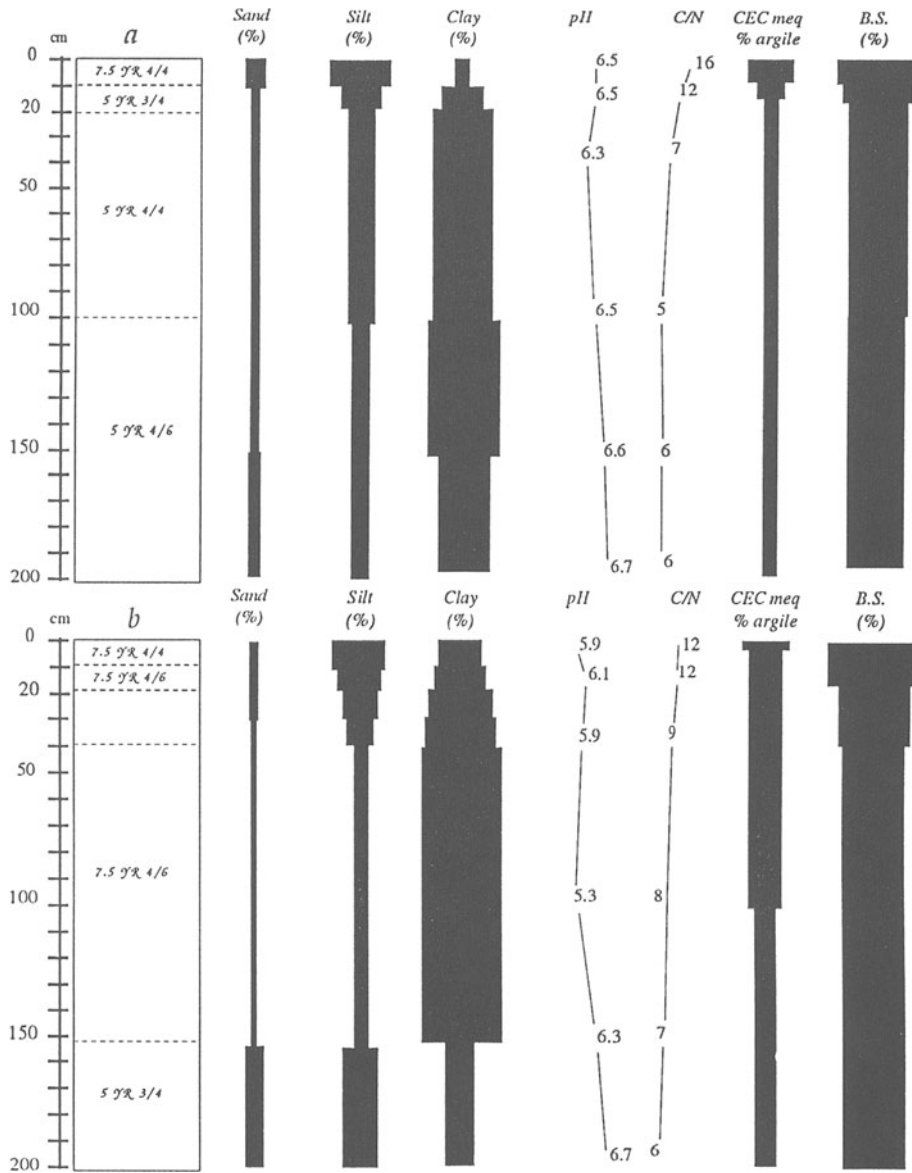 Sand Silt Clay pH C/N CEC meq B.S.
cm a (%) (%) (%) % argile (%)
0
7.5 YR 4/4 6.5 16
5 YR 3/4 6.5 12
20
6.3 7
50
5 YR 4/4
100 6.5 5
5 YR 4/6
150 6.6 6
6.7 6
200
Sand Silt Clay pH C/N CEC meq B.S.
cm b (%) (%) (%) % argile (%)
0 5.9 12
7.5 YR 4/4
7.5 YR 4/6 6.1 12
20
5.9 9
50
7.5 YR 4/6
100 5.3 8
150 6.3 7
5 YR 3/4
6.7 6
200